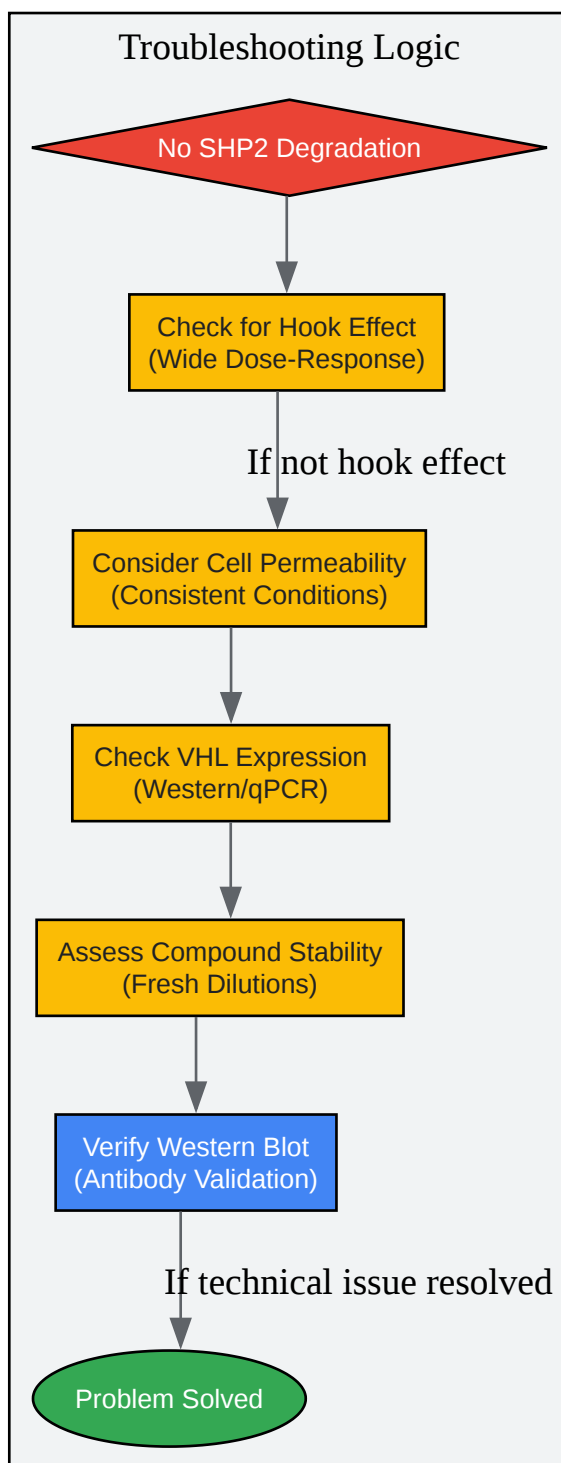 Troubleshooting Logic
No SHP2 Degradation
Check for Hook Effect
(Wide Dose-Response)
If not hook effect
Consider Cell Permeability
(Consistent Conditions)
Check VHL Expression
(Western/qPCR)
Assess Compound Stability
(Fresh Dilutions)
Verify Western Blot
(Antibody Validation)
If technical issue resolved
Problem Solved